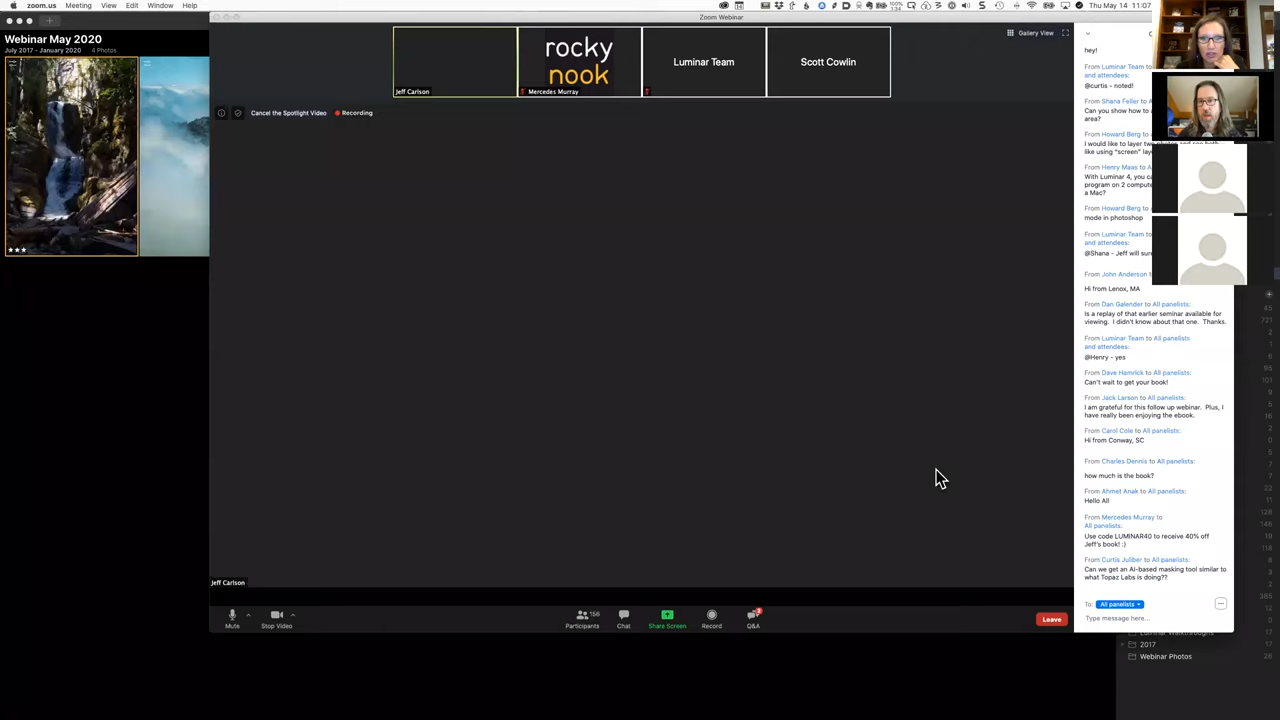 zoom.us Meeting View Edit Window Help
Thu May 14 11:07
Webinar May 2020
July 2017 - January 2020 4 Photos
Zoom Webinar
Gallery View
rocky
nook
Luminar Team
Scott Cowlin
Jeff Carlson
Mercedes Murray
Cancel the Spotlight Video
Recording
hey!
From Luminar Team to
and attendees:
@curtis - noted!
From Shana Feller to A
Can you show how to
area?
From Howard Berg to
I would like to layer
like using "screen" lay
From Henry Maas to A
With Luminar 4, you ca
program on 2 compute
a Mac?
From Howard Berg to
mode in photoshop
From Luminar Team to
and attendees:
@Shana - Jeff will sur
From John Anderson to
Hi from Lenox, MA
From Dan Galender to All panelists:
Is a replay of that earlier seminar available for
viewing. I didn't know about that one. Thanks.
From Luminar Team to All panelists
and attendees:
@Henry - yes
From Dave Hamrick to All panelists:
Can't wait to get your book!
From Jack Larson to All panelists:
I am grateful for this follow up webinar. Plus, I
have really been enjoying the ebook.
From Carol Cole to All panelists:
Hi from Conway, SC
From Charles Dennis to All panelists:
how much is the book?
From Ahmet Anak to All panelists:
Hello All
From Mercedes Murray to
All panelists:
Use code LUMINAR40 to receive 40% off
Jeff's book! :)
From Curtis Juliber to All panelists:
Can we get an AI-based masking tool similar to
what Topaz Labs is doing??
To: All panelists
Type message here...
Jeff Carlson
Mute
Stop Video
166
Participants
Chat
Share Screen
Record
Q&A
Leave
2017 17
Webinar Photos 26